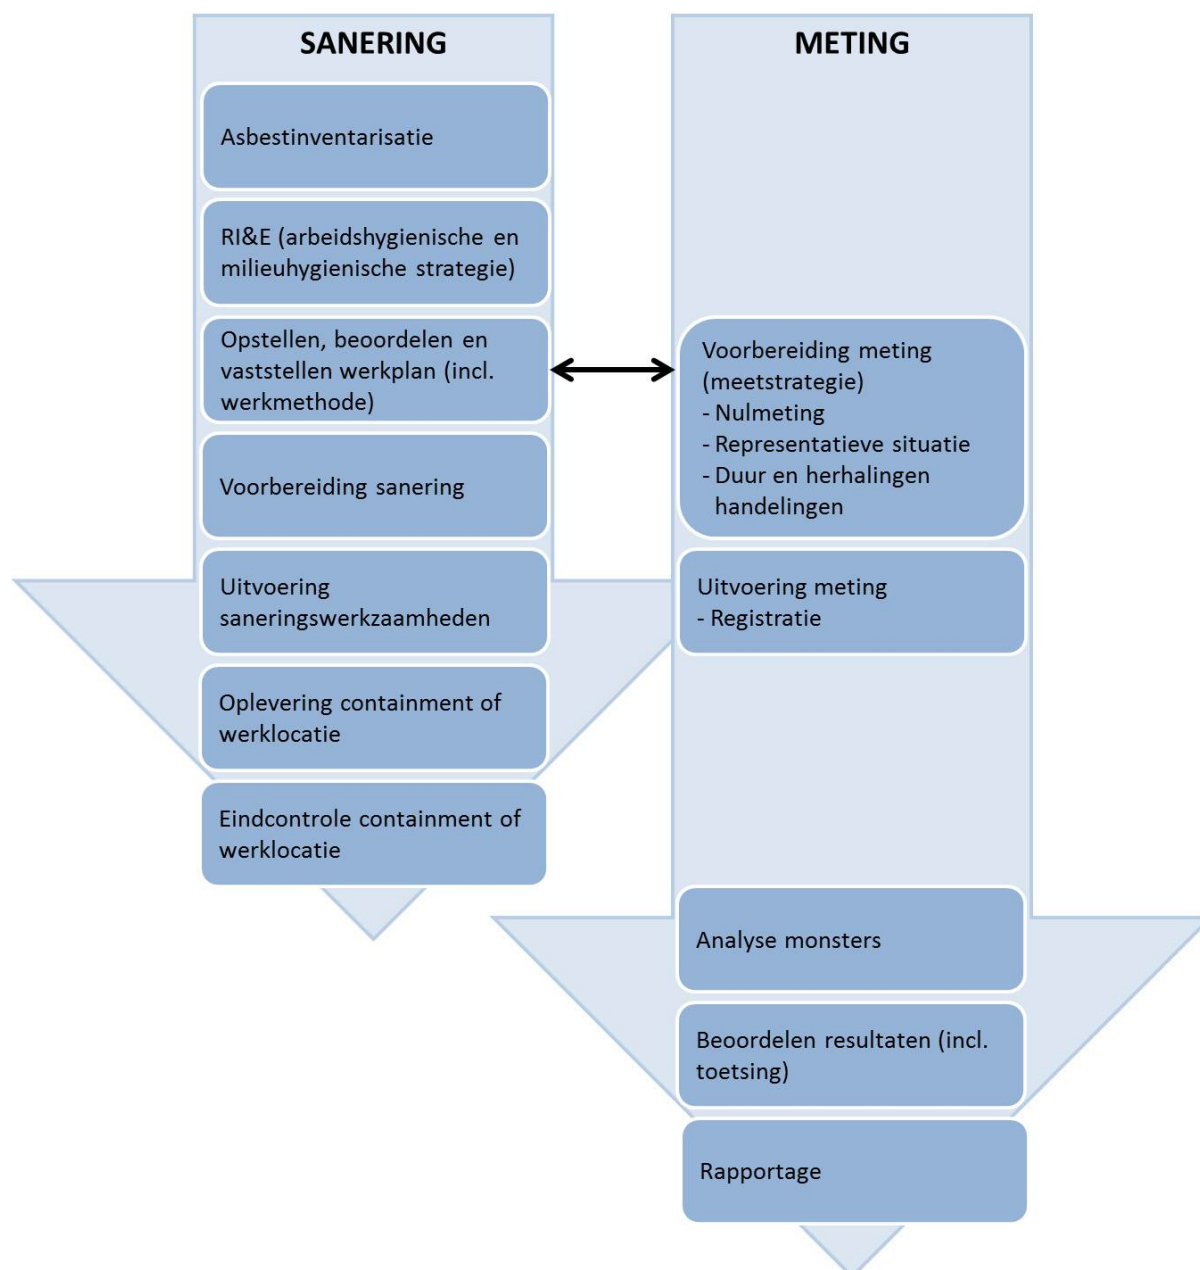 SANERING
Asbestinventarisatie
RI&E (arbeidshygienische en
milieuhygienische strategie)
Opstellen, beoordelen en
vaststellen werkplan (incl.
werkmethode)
Voorbereiding sanering
Uitvoering
saneringswerkzaamheden
Oplevering containment of
werklocatie
Eindcontrole containment of
werklocatie
METING
Voorbereiding meting
(meetstrategie)
- Nulmeting
- Representatieve situatie
- Duur en herhalingen
handelingen
Uitvoering meting
- Registratie
Analyse monsters
Beoordelen resultaten (incl.
toetsing)
Rapportage